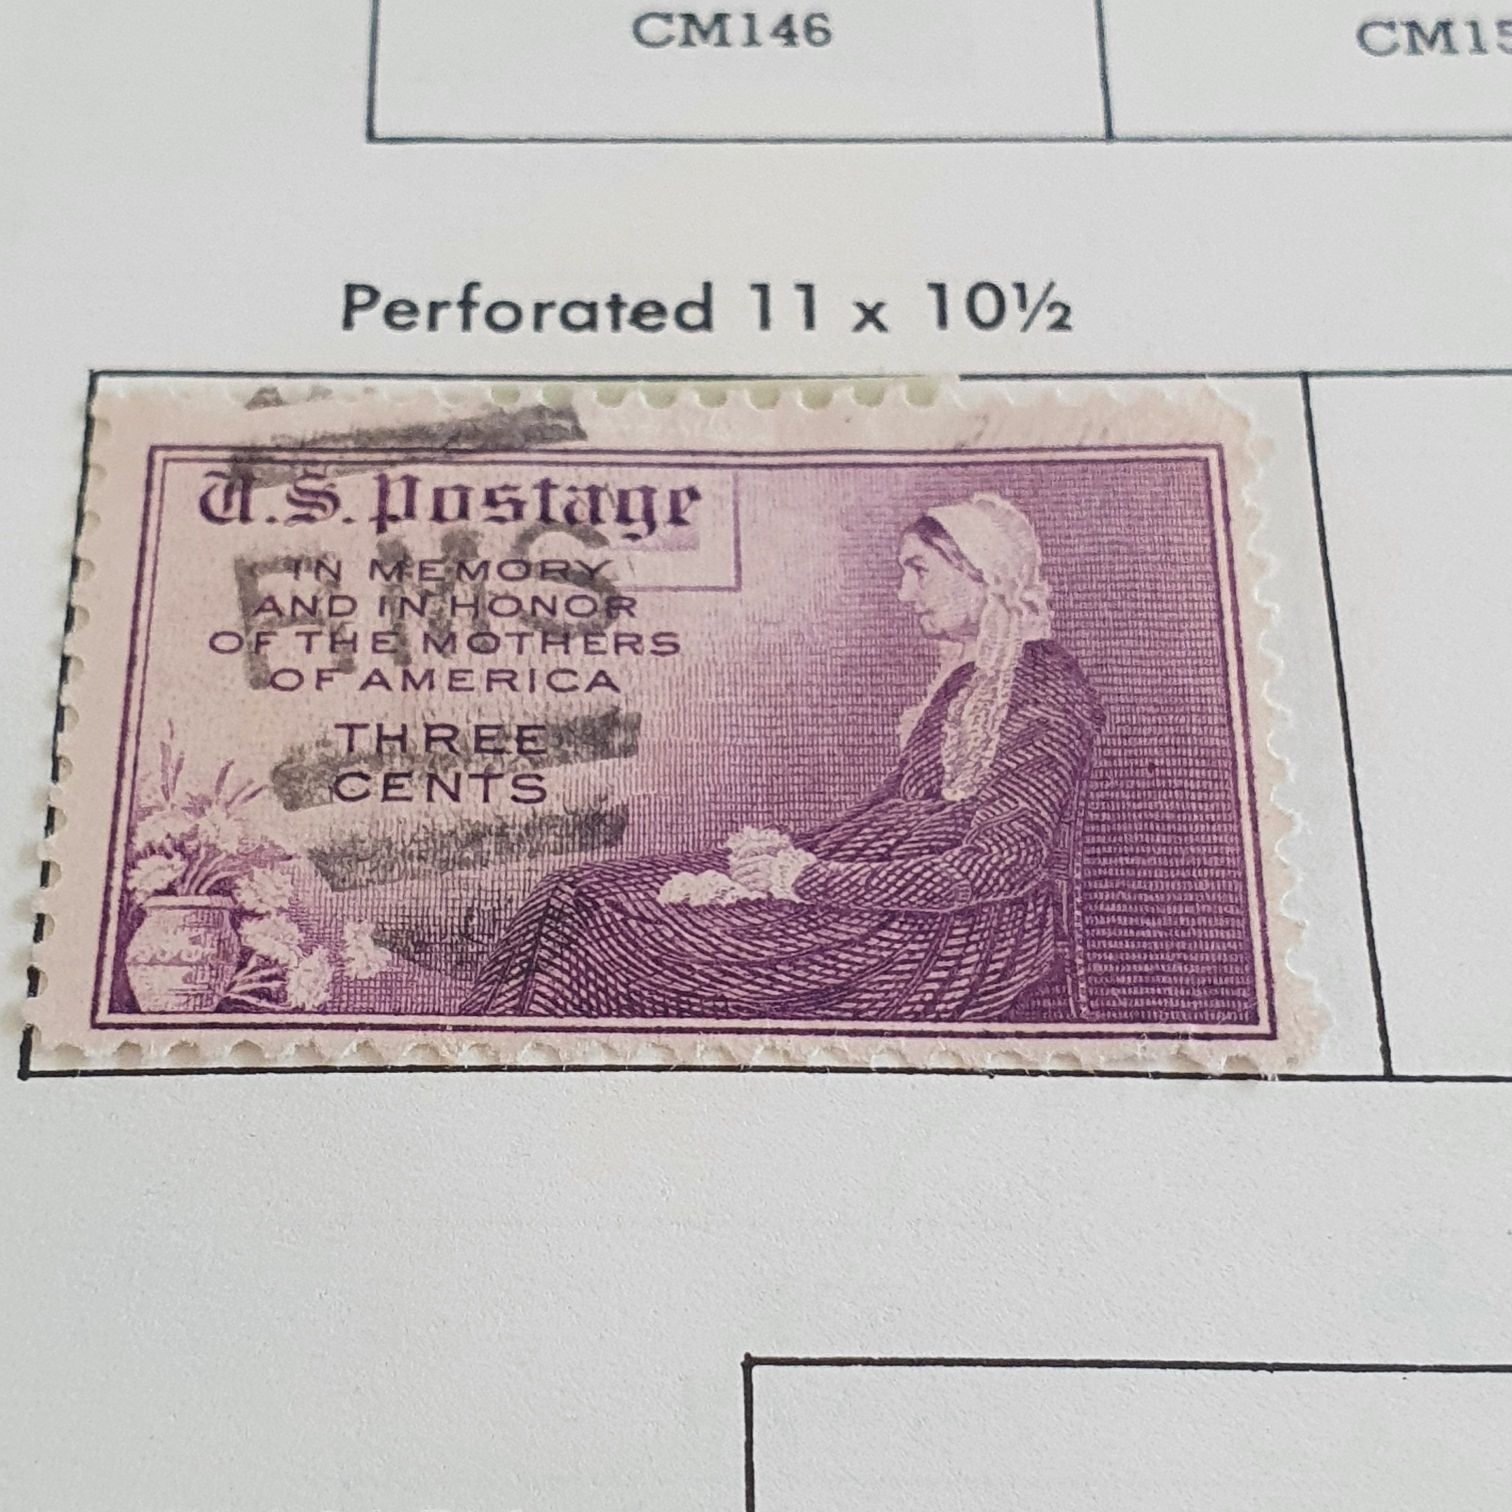 CM146
CM15
Perforated 11 x 10½
U.S. Postage
IN MEMORY
AND IN HONOR
OF THE MOTHERS
OF AMERICA
THREE
CENTS